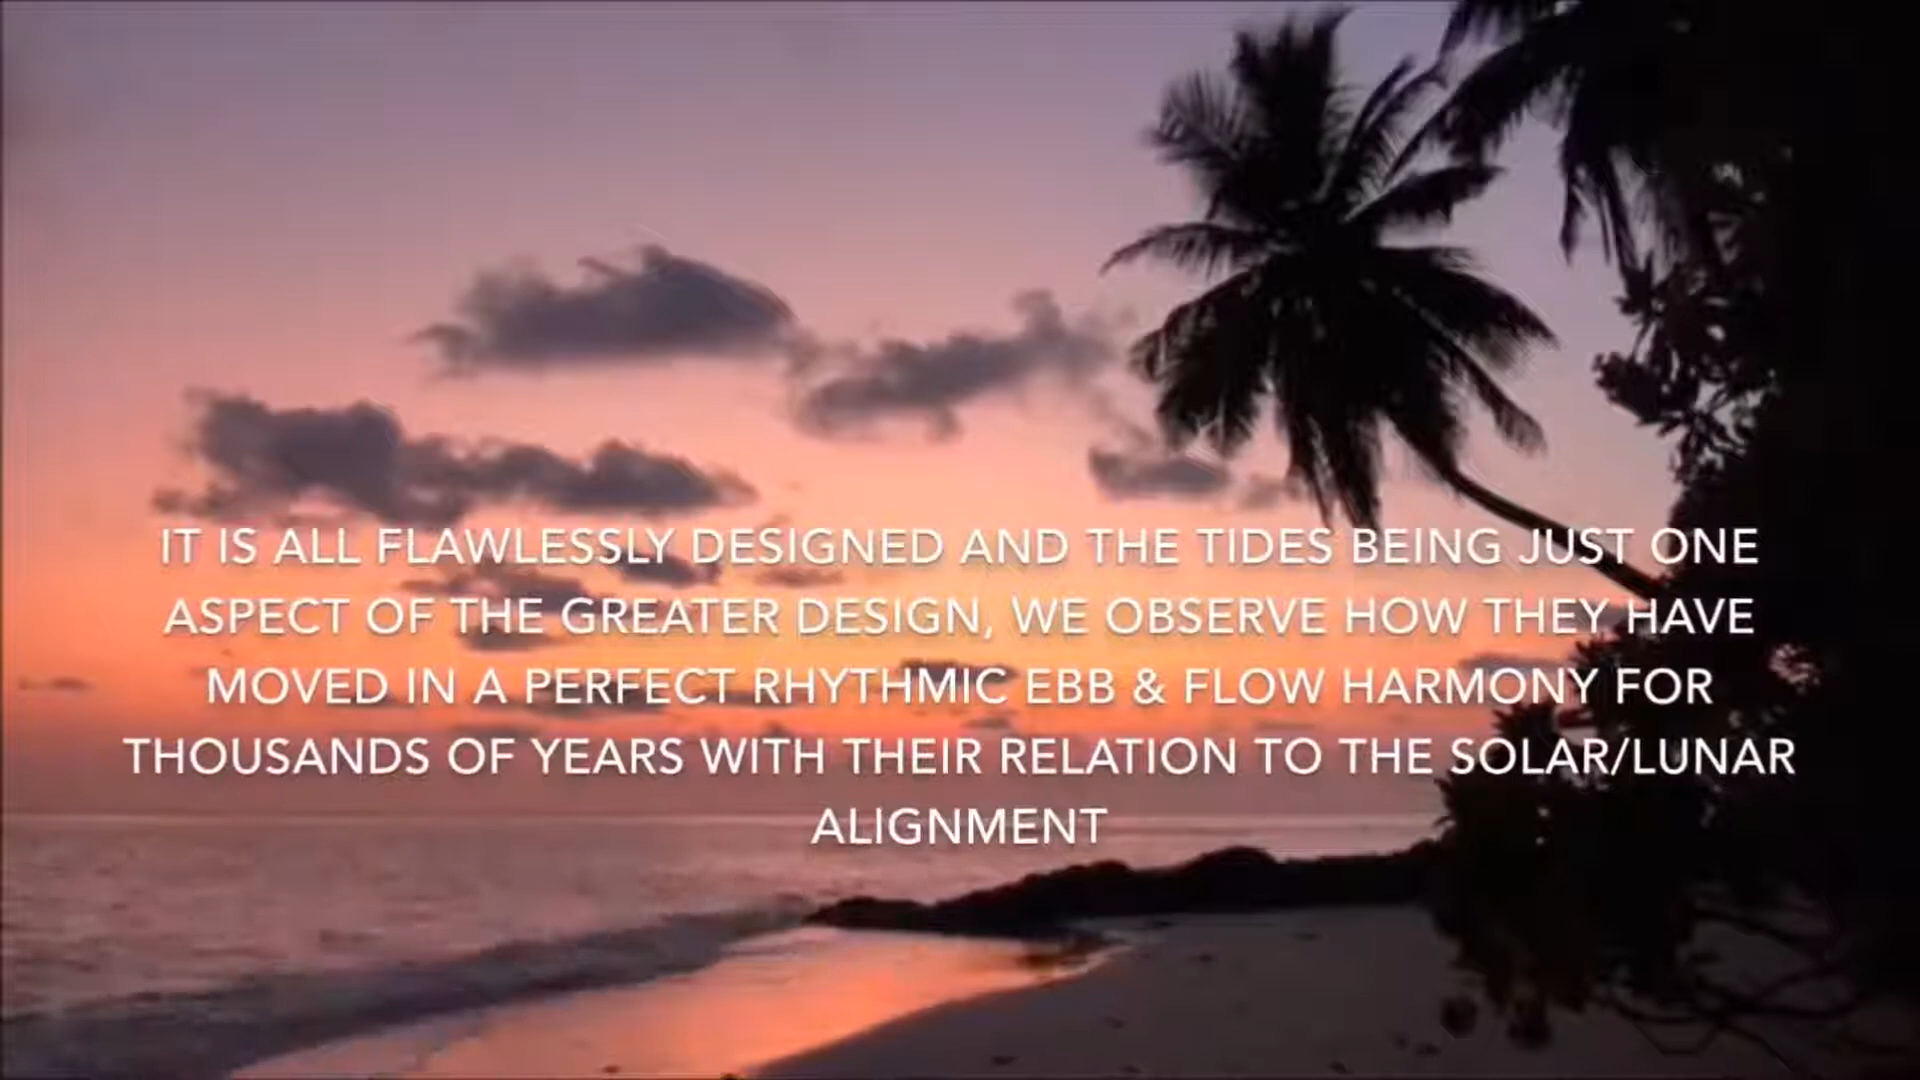 IT IS ALL FLAWLESSLY DESIGNED AND THE TIDES BEING JUST ONE
ASPECT OF THE GREATER DESIGN, WE OBSERVE HOW THEY HAVE
MOVED IN A PERFECT RHYTHMIC EBB & FLOW HARMONY FOR
THOUSANDS OF YEARS WITH THEIR RELATION TO THE SOLAR/LUNAR
ALIGNMENT